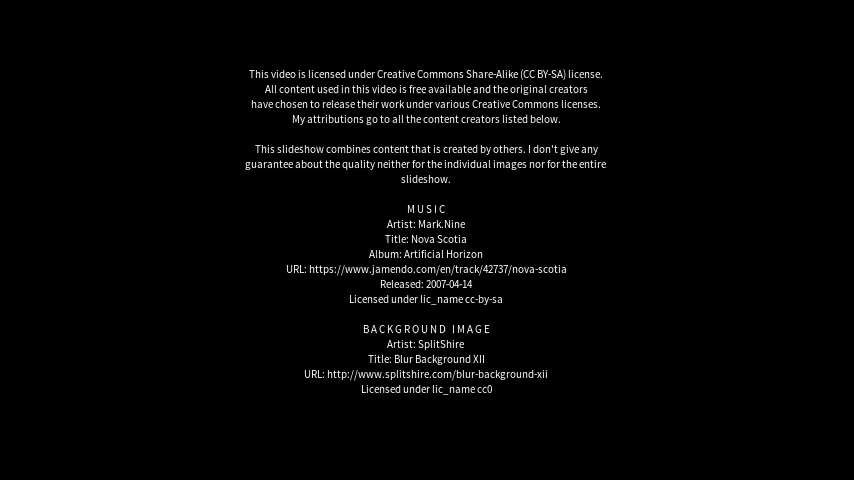 This video is licensed under Creative Commons Share-Alike (CC BY-SA) license.
All content used in this video is free available and the original creators
have chosen to release their work under various Creative Commons licenses.
My attributions go to all the content creators listed below.
This slideshow combines content that is created by others. I don't give any
guarantee about the quality neither for the individual images nor for the entire
slideshow.
MUSIC
Artist: Mark.Nine
Title: Nova Scotia
Album: Artificial Horizon
URL: https://www.jamendo.com/en/track/42737/nova-scotia
Released: 2007-04-14
Licensed under lic_name cc-by-sa
BACKGROUND IMAGE
Artist: SplitShire
Title: Blur Background XII
URL: http://www.splitshire.com/blur-background-xii
Licensed under lic_name cc0